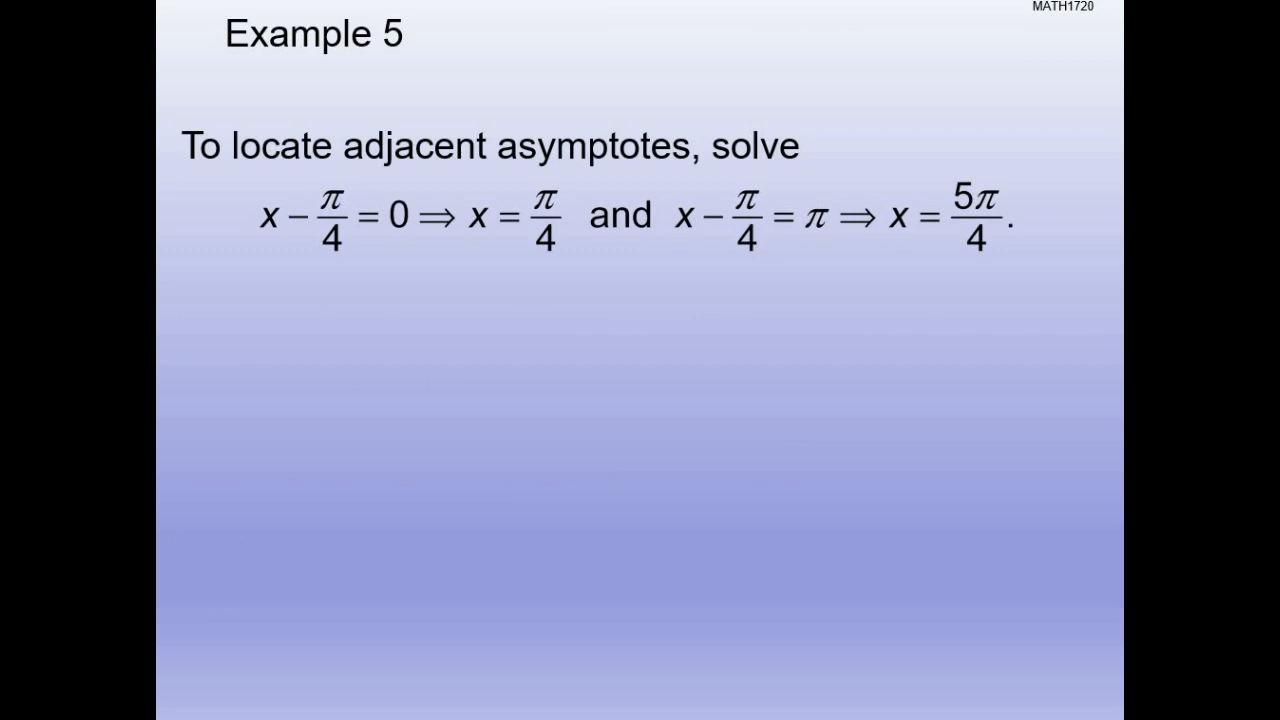 MATH1720
Example 5
To locate adjacent asymptotes, solve
x − π/4 = 0 ⇒ x = π/4 and x − π/4 = π ⇒ x = 5π/4.